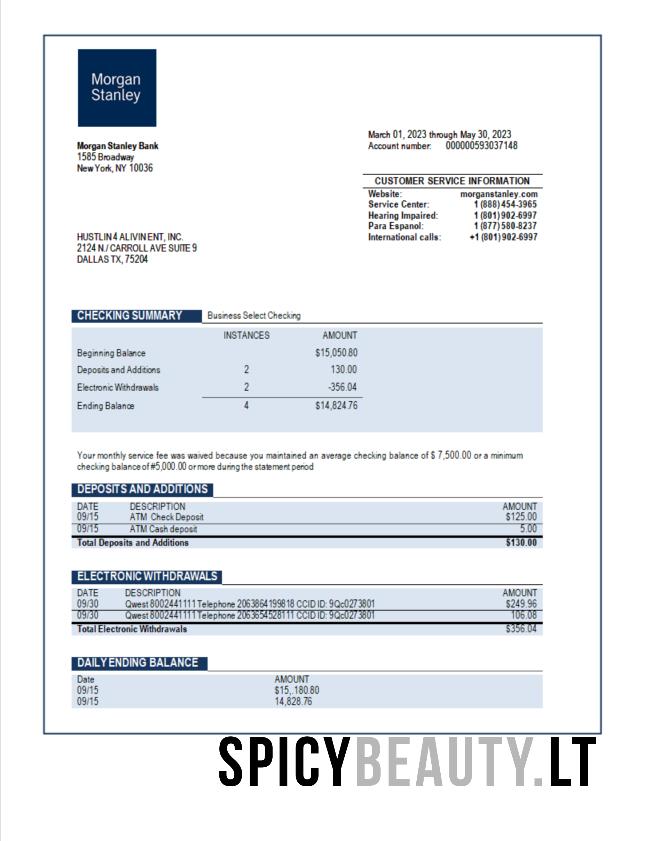 Morgan
Stanley
Morgan Stanley Bank
1585 Broadway
New York, NY 10036
March 01, 2023 through May 30, 2023
Account number: 000000593037148
CUSTOMER SERVICE INFORMATION
Website: morganstanley.com
Service Center: 1 (888) 454-3965
Hearing Impaired: 1 (801) 902-6997
Para Espanol: 1 (877) 580-8237
International calls: +1 (801) 902-6997
HUSTLIN 4 ALIVIN ENT, INC.
2124 N./ CARROLL AVE SUITE 9
DALLAS TX, 75204
CHECKING SUMMARY Business Select Checking
INSTANCES AMOUNT
Beginning Balance $15,050.80
Deposits and Additions 2 130.00
Electronic Withdrawals 2 -356.04
Ending Balance 4 $14,824.76
Your monthly service fee was waived because you maintained an average checking balance of $ 7,500.00 or a minimum
checking balance of #5,000.00 or more during the statement period
DEPOSITS AND ADDITIONS
DATE DESCRIPTION AMOUNT
09/15 ATM Check Deposit $125.00
09/15 ATM Cash deposit 5.00
Total Deposits and Additions $130.00
ELECTRONIC WITHDRAWALS
DATE DESCRIPTION AMOUNT
09/30 Qwest 8002441111 Telephone 2063864199818 CCID ID: 9Qc0273801 $249.96
09/30 Qwest 8002441111 Telephone 2063654528111 CCID ID: 9Qc0273801 106.08
Total Electronic Withdrawals $356.04
DAILY ENDING BALANCE
Date AMOUNT
09/15 $15,.180.80
09/15 14,828.76
SPICYBEAUTY.LT